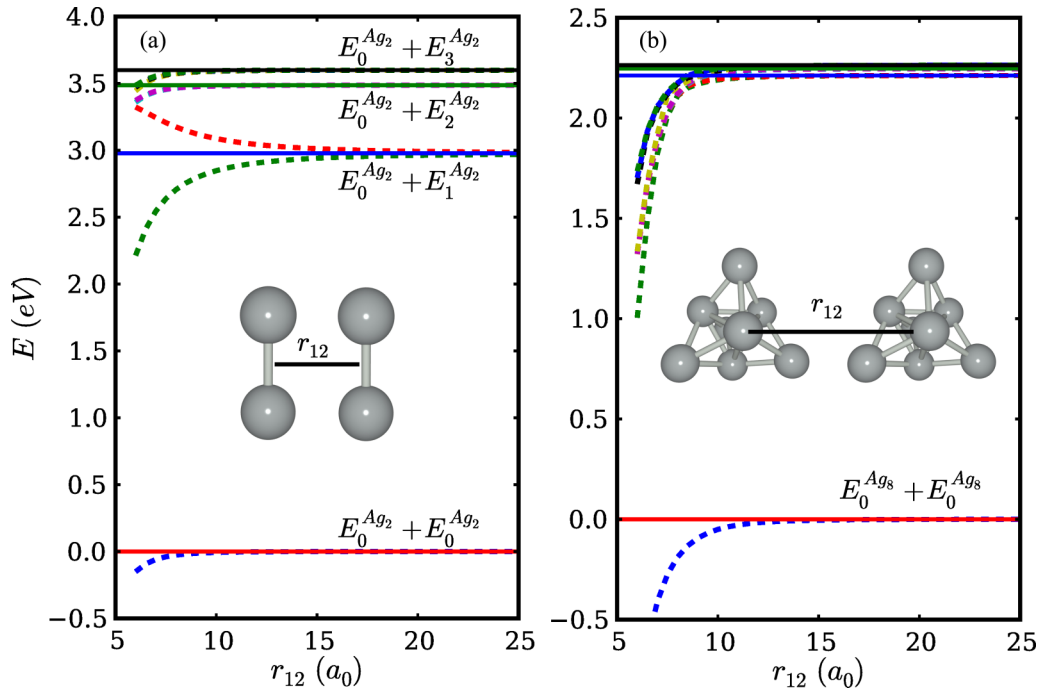 (a)
E_0^{Ag_2} + E_3^{Ag_2}
E_0^{Ag_2} + E_2^{Ag_2}
E_0^{Ag_2} + E_1^{Ag_2}
r_{12}
E_0^{Ag_2} + E_0^{Ag_2}
4.0
3.5
3.0
2.5
2.0
1.5
1.0
0.5
0.0
−0.5
E (eV)
5 10 15 20 25
r_{12} (a_0)
(b)
r_{12}
E_0^{Ag_8} + E_0^{Ag_8}
2.5
2.0
1.5
1.0
0.5
0.0
−0.5
5 10 15 20 25
r_{12} (a_0)